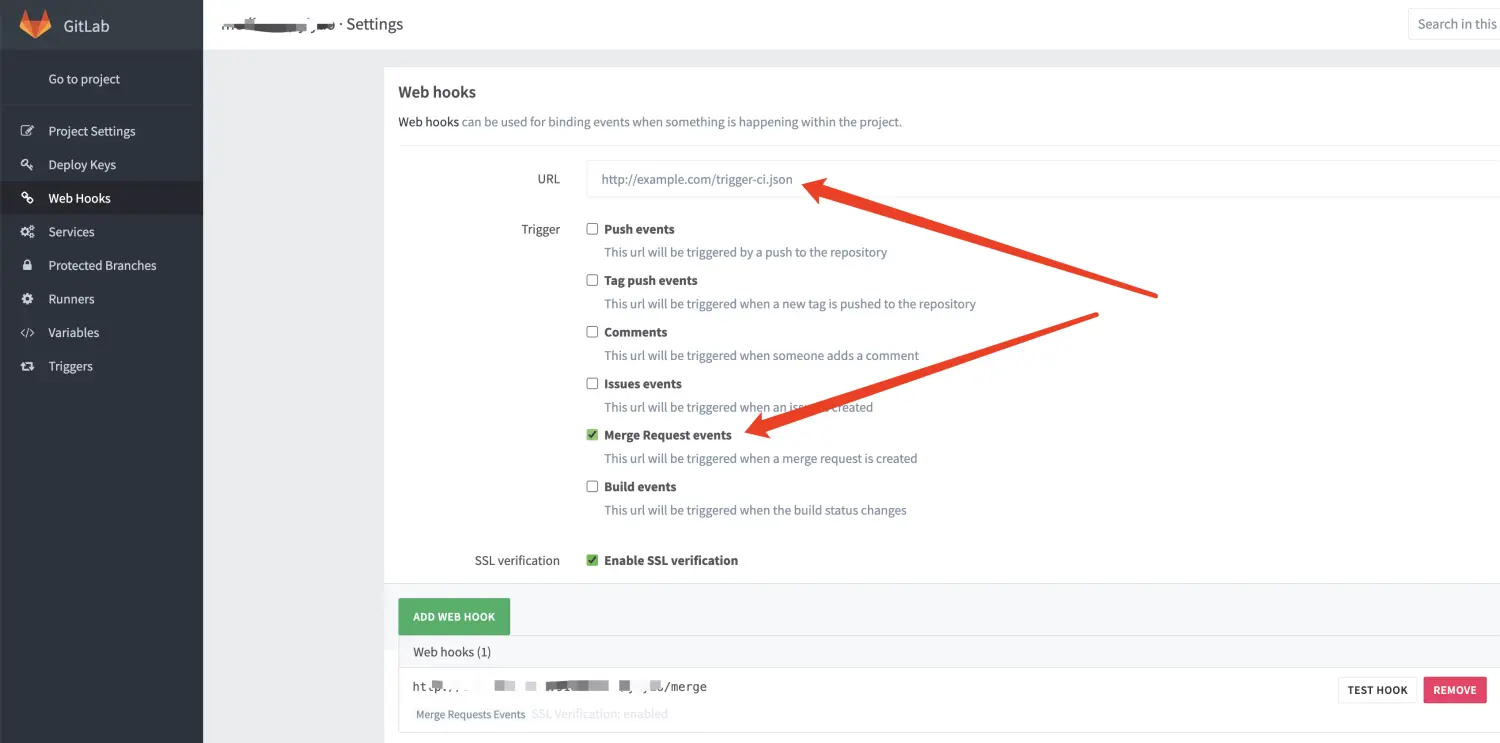 GitLab
· Settings
Search in this
Go to project
Project Settings
Deploy Keys
Web Hooks
Services
Protected Branches
Runners
Variables
Triggers
Web hooks
Web hooks can be used for binding events when something is happening within the project.
URL
http://example.com/trigger-ci.json
Trigger
Push events
This url will be triggered by a push to the repository
Tag push events
This url will be triggered when a new tag is pushed to the repository
Comments
This url will be triggered when someone adds a comment
Issues events
This url will be triggered when an created
Merge Request events
This url will be triggered when a merge request is created
Build events
This url will be triggered when the build status changes
SSL verification
Enable SSL verification
ADD WEB HOOK
Web hooks (1)
/merge
TEST HOOK
REMOVE
Merge Requests Events SSL Verification: enabled